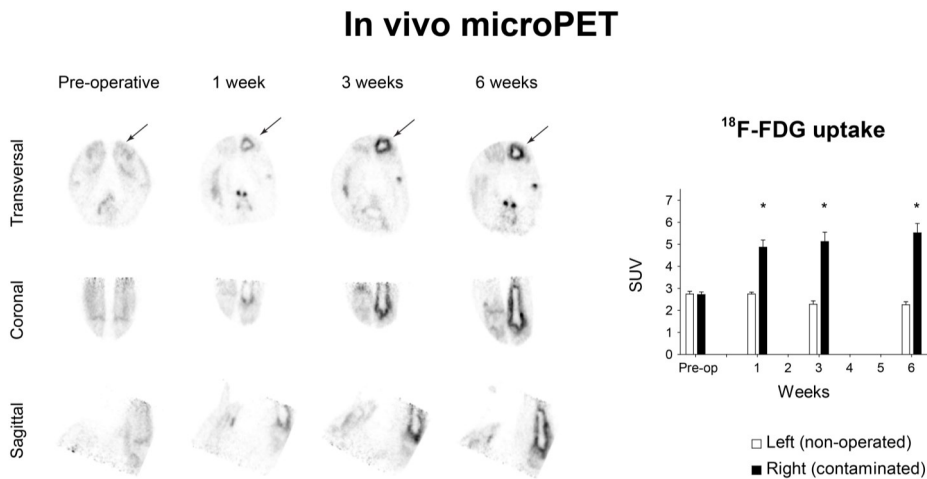 In vivo microPET
Pre-operative 1 week 3 weeks 6 weeks
Transversal
Coronal
Sagittal
¹⁸F-FDG uptake
7
6
5
4
3
2
1
0
SUV
* * *
Pre-op 1 2 3 4 5 6
Weeks
Left (non-operated)
Right (contaminated)